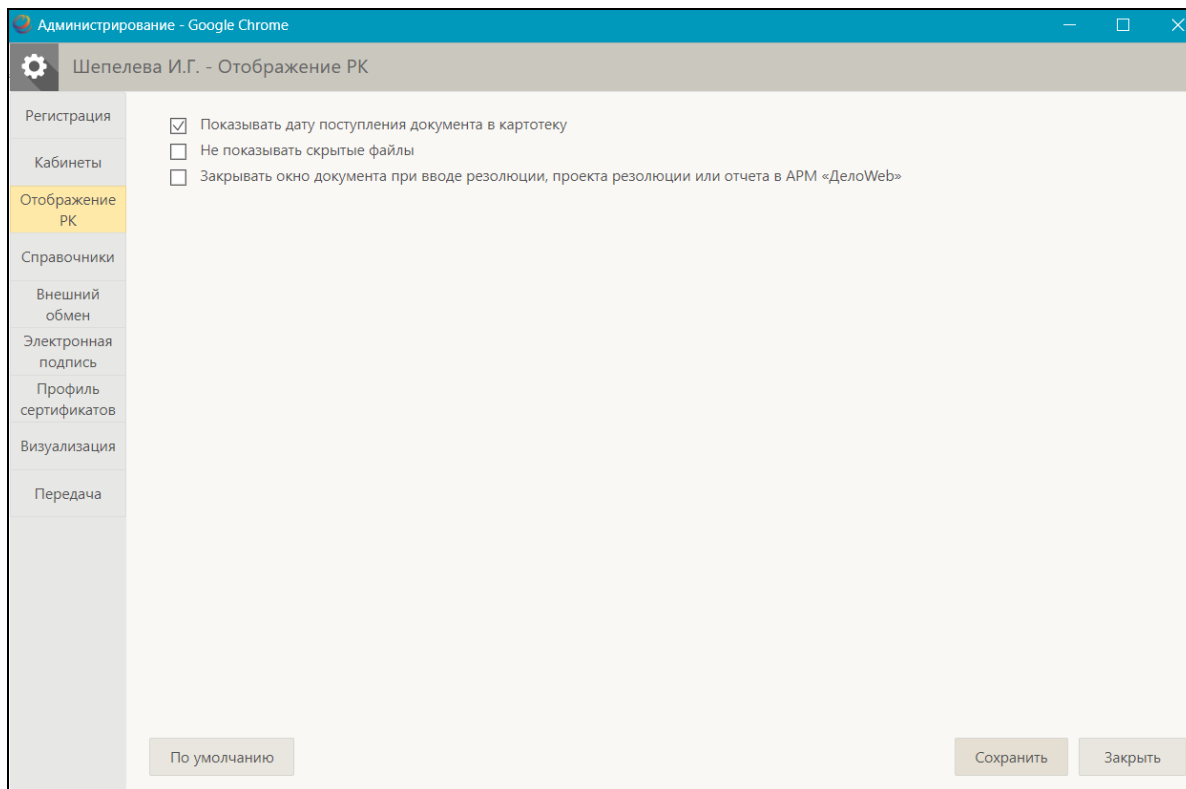 Администрирование - Google Chrome
Шепелева И.Г. - Отображение РК
Регистрация
Кабинеты
Отображение
РК
Справочники
Внешний
обмен
Электронная
подпись
Профиль
сертификатов
Визуализация
Передача
Показывать дату поступления документа в картотеку
Не показывать скрытые файлы
Закрывать окно документа при вводе резолюции, проекта резолюции или отчета в АРМ «ДелоWeb»
По умолчанию
Сохранить
Закрыть